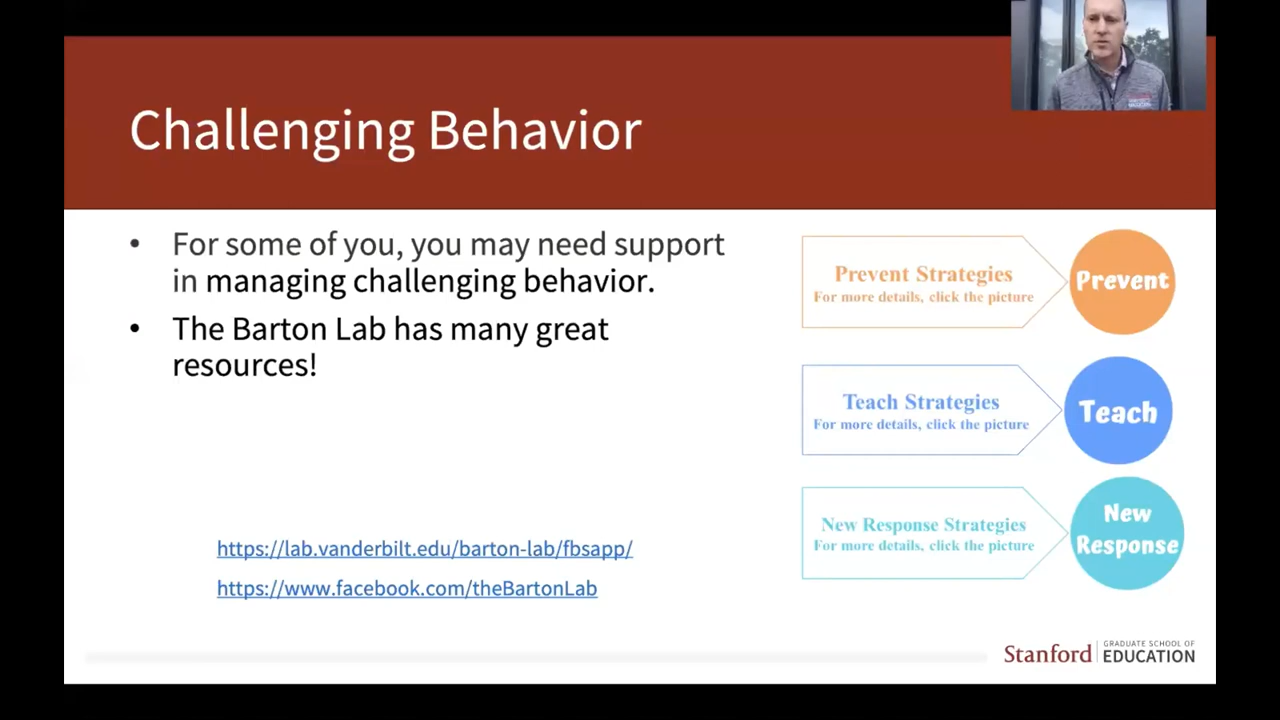 Challenging Behavior
• For some of you, you may need support
in managing challenging behavior.
• The Barton Lab has many great
resources!
https://lab.vanderbilt.edu/barton-lab/fbsapp/
https://www.facebook.com/theBartonLab
Prevent Strategies
For more details, click the picture
Prevent
Teach Strategies
For more details, click the picture
Teach
New Response Strategies
For more details, click the picture
New
Response
Stanford
GRADUATE SCHOOL OF
EDUCATION